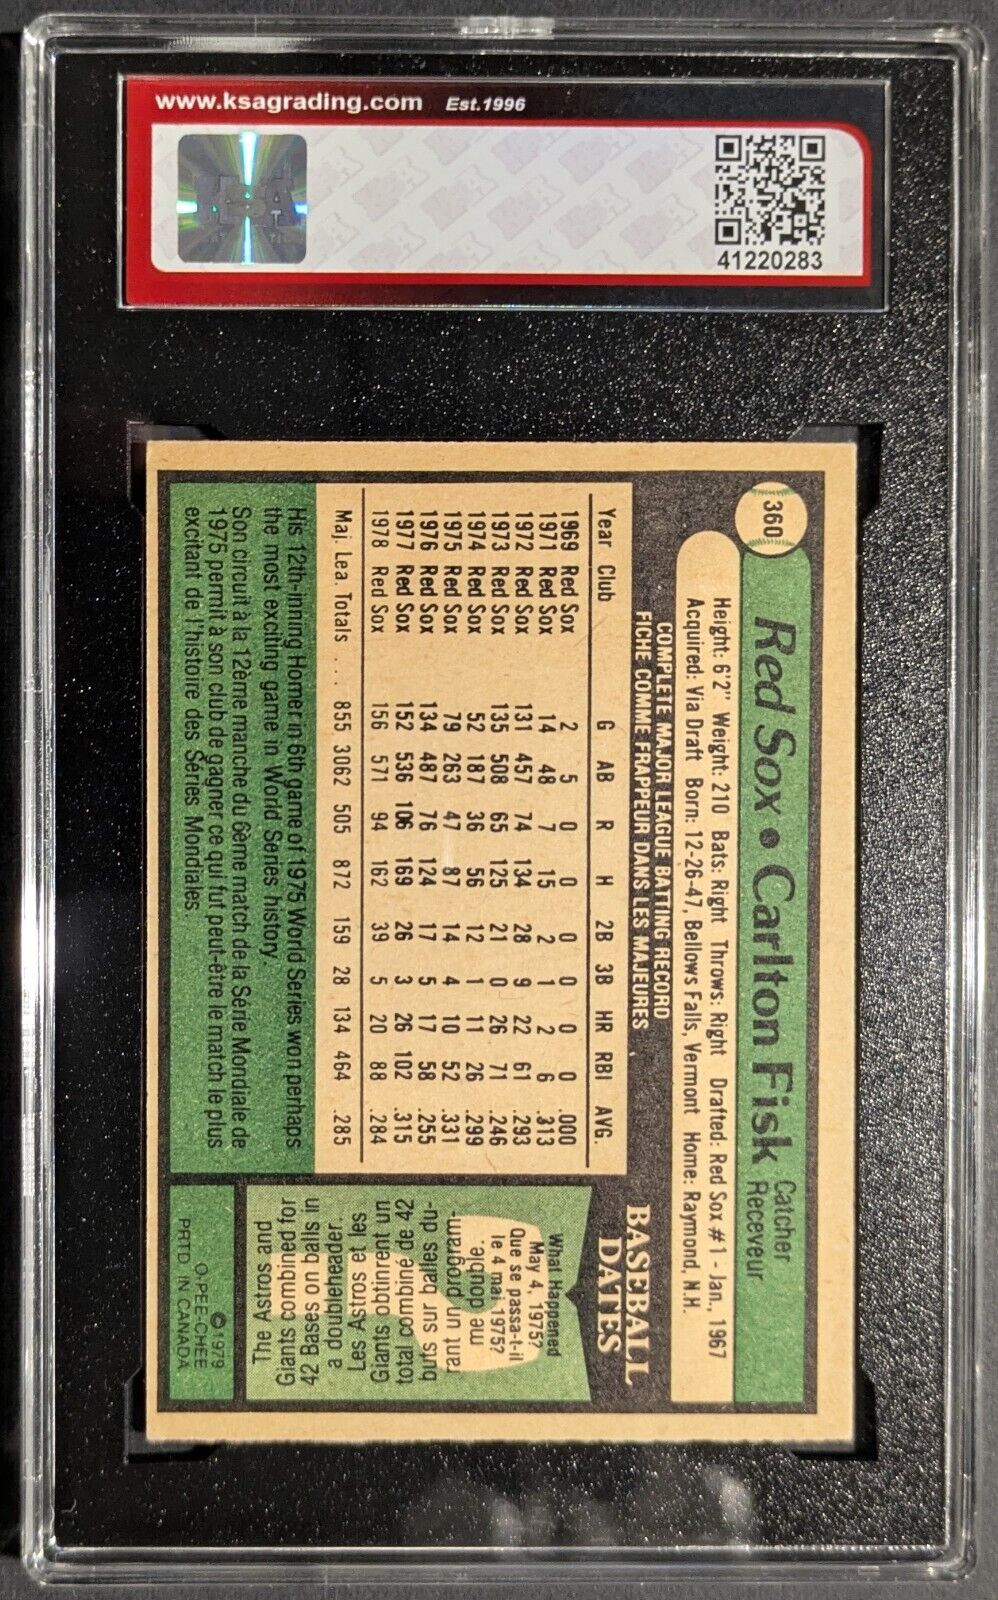 www.ksagrading.com Est.1996
41220283
360
Red Sox • Carlton Fisk Catcher
Receveur
Height: 6'2" Weight: 210 Bats: Right Throws: Right Drafted: Red Sox #1 - Jan., 1967
Acquired: Via Draft Born: 12-26-47, Bellows Falls, Vermont Home: Raymond, N.H.
COMPLETE MAJOR LEAGUE BATTING RECORD
FICHE COMME FRAPPEUR DANS LES MAJEURES
Year Club G AB R H 2B 3B HR RBI AVG.
1969 Red Sox 2 5 0 0 0 0 0 0 .000
1971 Red Sox 14 48 7 15 2 1 2 6 .313
1972 Red Sox 131 457 74 134 28 9 22 61 .293
1973 Red Sox 135 508 65 125 21 0 26 71 .246
1974 Red Sox 52 187 36 56 12 1 11 26 .299
1975 Red Sox 79 263 47 87 14 4 10 52 .331
1976 Red Sox 134 487 76 124 17 5 17 58 .255
1977 Red Sox 152 536 106 169 26 3 26 102 .315
1978 Red Sox 156 571 94 162 39 5 20 88 .284
Maj. Lea. Totals ... 855 3062 505 872 159 28 134 464 .285
His 12th-inning Homer in 6th game of 1975 World Series won perhaps
the most exciting game in World Series history.
Son circuit à la 12ème manche du 6ème match de la Série Mondiale de
1975 permit à son club de gagner ce qui fut peut-être le match le plus
excitant de l'histoire des Séries Mondiales.
BASEBALL
DATES
What Happened
May 4, 1975?
Que se passa-t-il
le 4 mai 1975?
The Astros and
Giants combined for
42 Bases on balls in
a doubleheader.
Les Astros et les
Giants obtinrent un
total combiné de 42
buts sur balles du-
rant un program-
me double.
©1979
O-PEE-CHEE
PRTD. IN CANADA